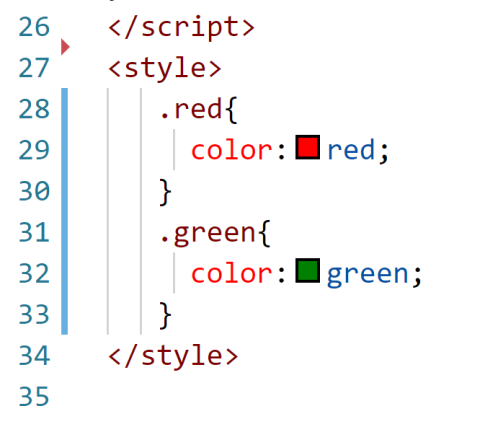 26 </script>
27 <style>
28 .red{
29 color: red;
30 }
31 .green{
32 color: green;
33 }
34 </style>
35